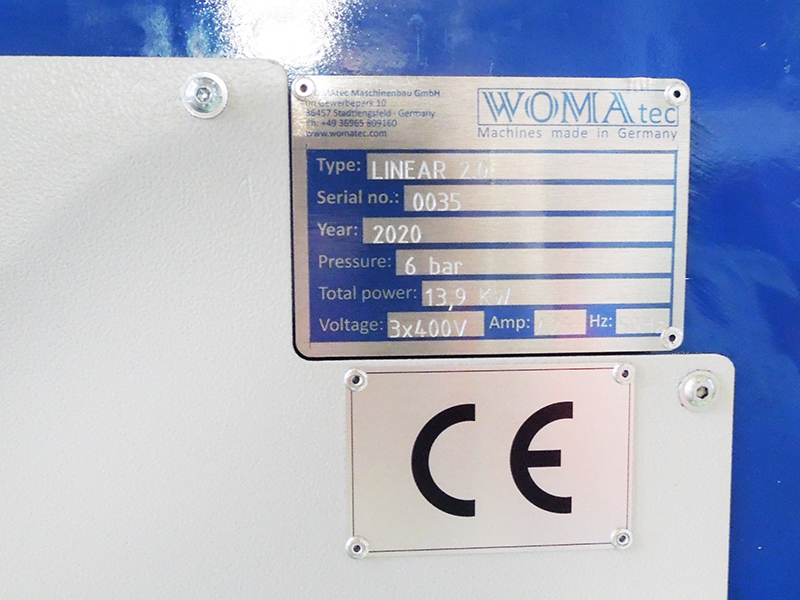 WOMAtec Maschinenbau GmbH
Im Gewerbepark 10
36457 Stadtlengsfeld - Germany
Ph: +49 36965 809160
www.womatec.com
WOMAtec
Machines made in Germany
Type: LINEAR 2.0
Serial no.: 0035
Year: 2020
Pressure: 6 bar
Total power: 13,9 KW
Voltage: 3x400V Amp: Hz:
CE